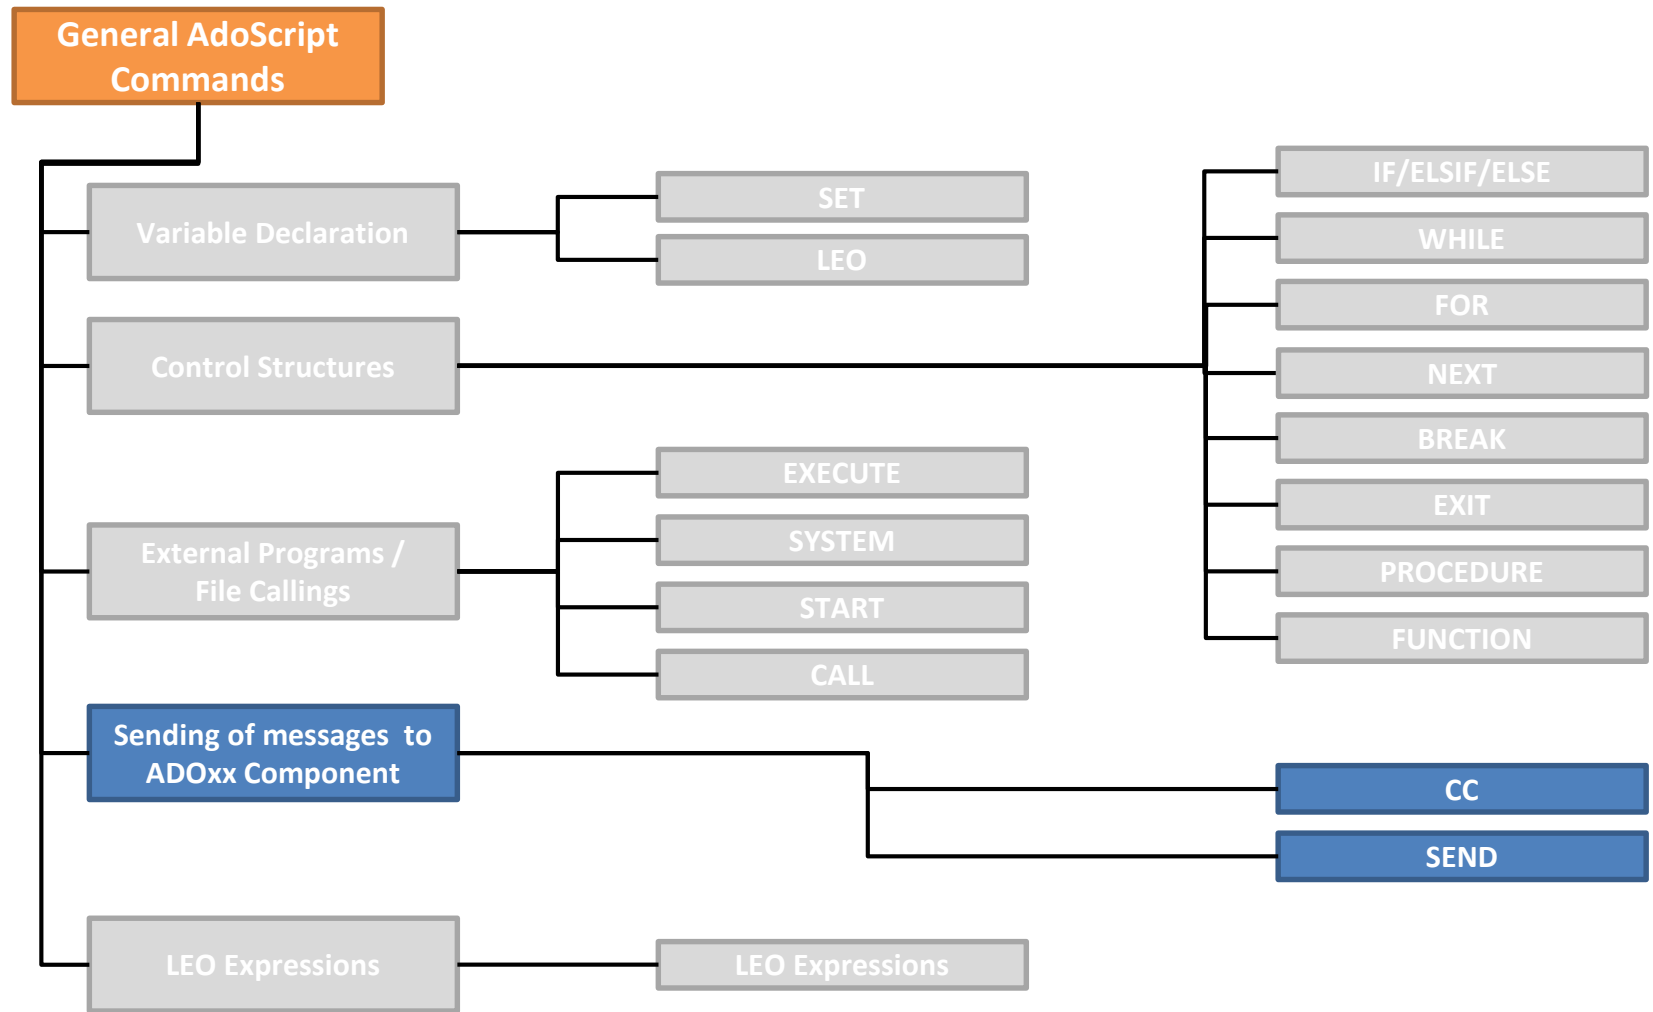 General AdoScript
Commands
Variable Declaration
SET
LEO
Control Structures
IF/ELSIF/ELSE
WHILE
FOR
NEXT
BREAK
EXIT
PROCEDURE
FUNCTION
External Programs /
File Callings
EXECUTE
SYSTEM
START
CALL
Sending of messages  to
ADOxx Component
CC
SEND
LEO Expressions
LEO Expressions